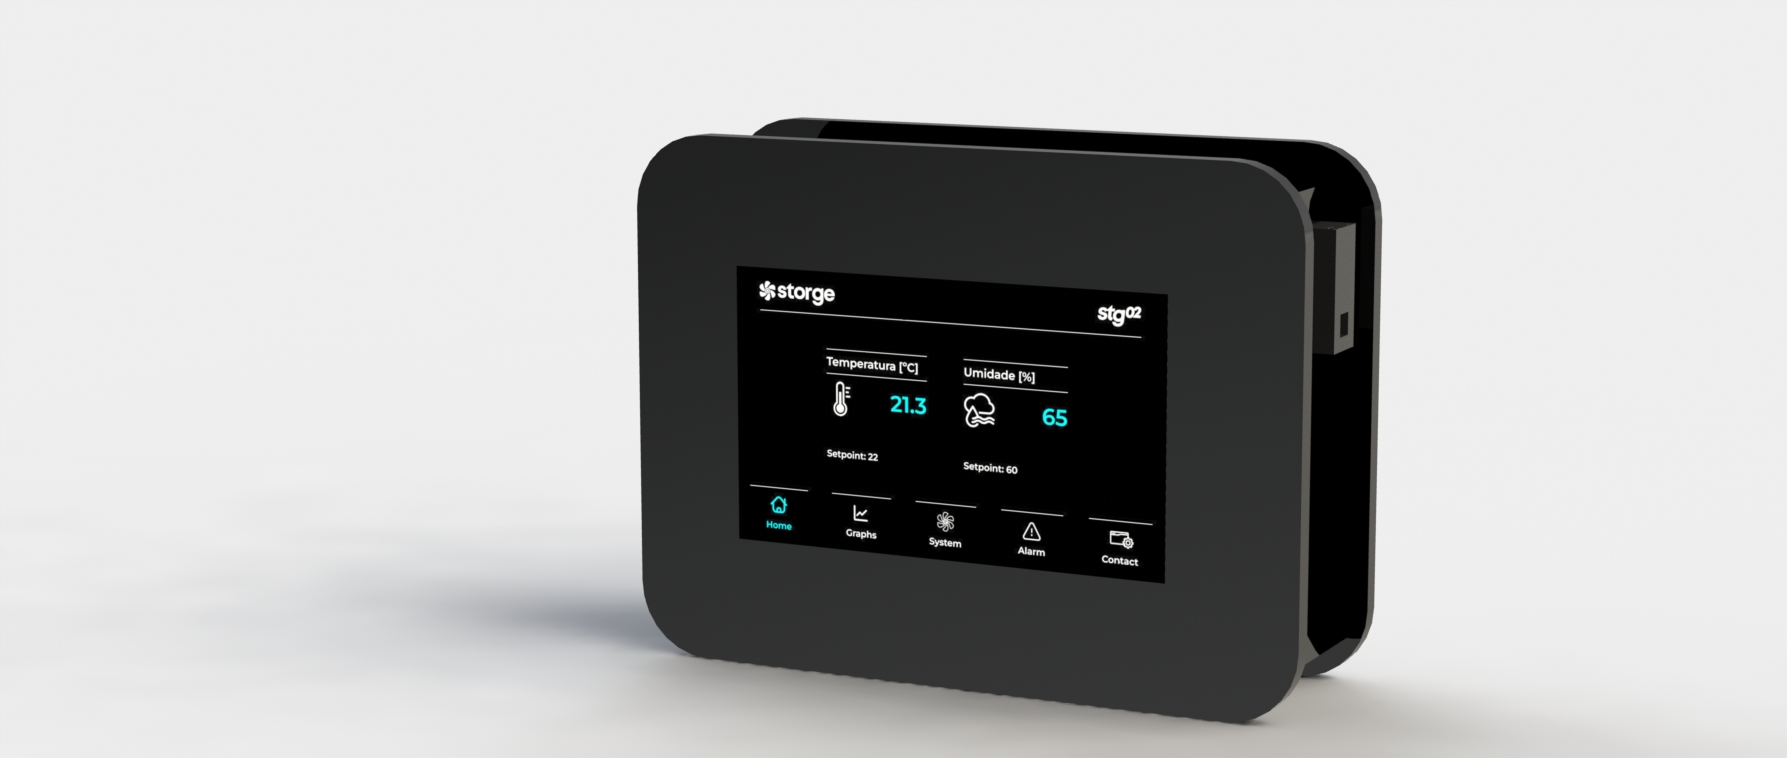 storge
stg02
Temperatura [°C]
Umidade [%]
21.3
65
Setpoint: 22
Setpoint: 60
Home
Graphs
System
Alarm
Contact